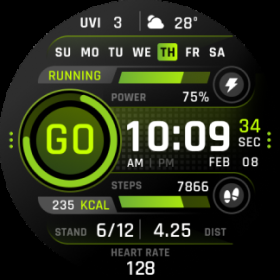 UVI 3 28°
SU MO TU WE TH FR SA
RUNNING
POWER 75%
GO
10:09 34 SEC
AM PM FEB 08
STEPS 7866
235 KCAL
STAND 6/12 4.25 DIST
HEART RATE
128